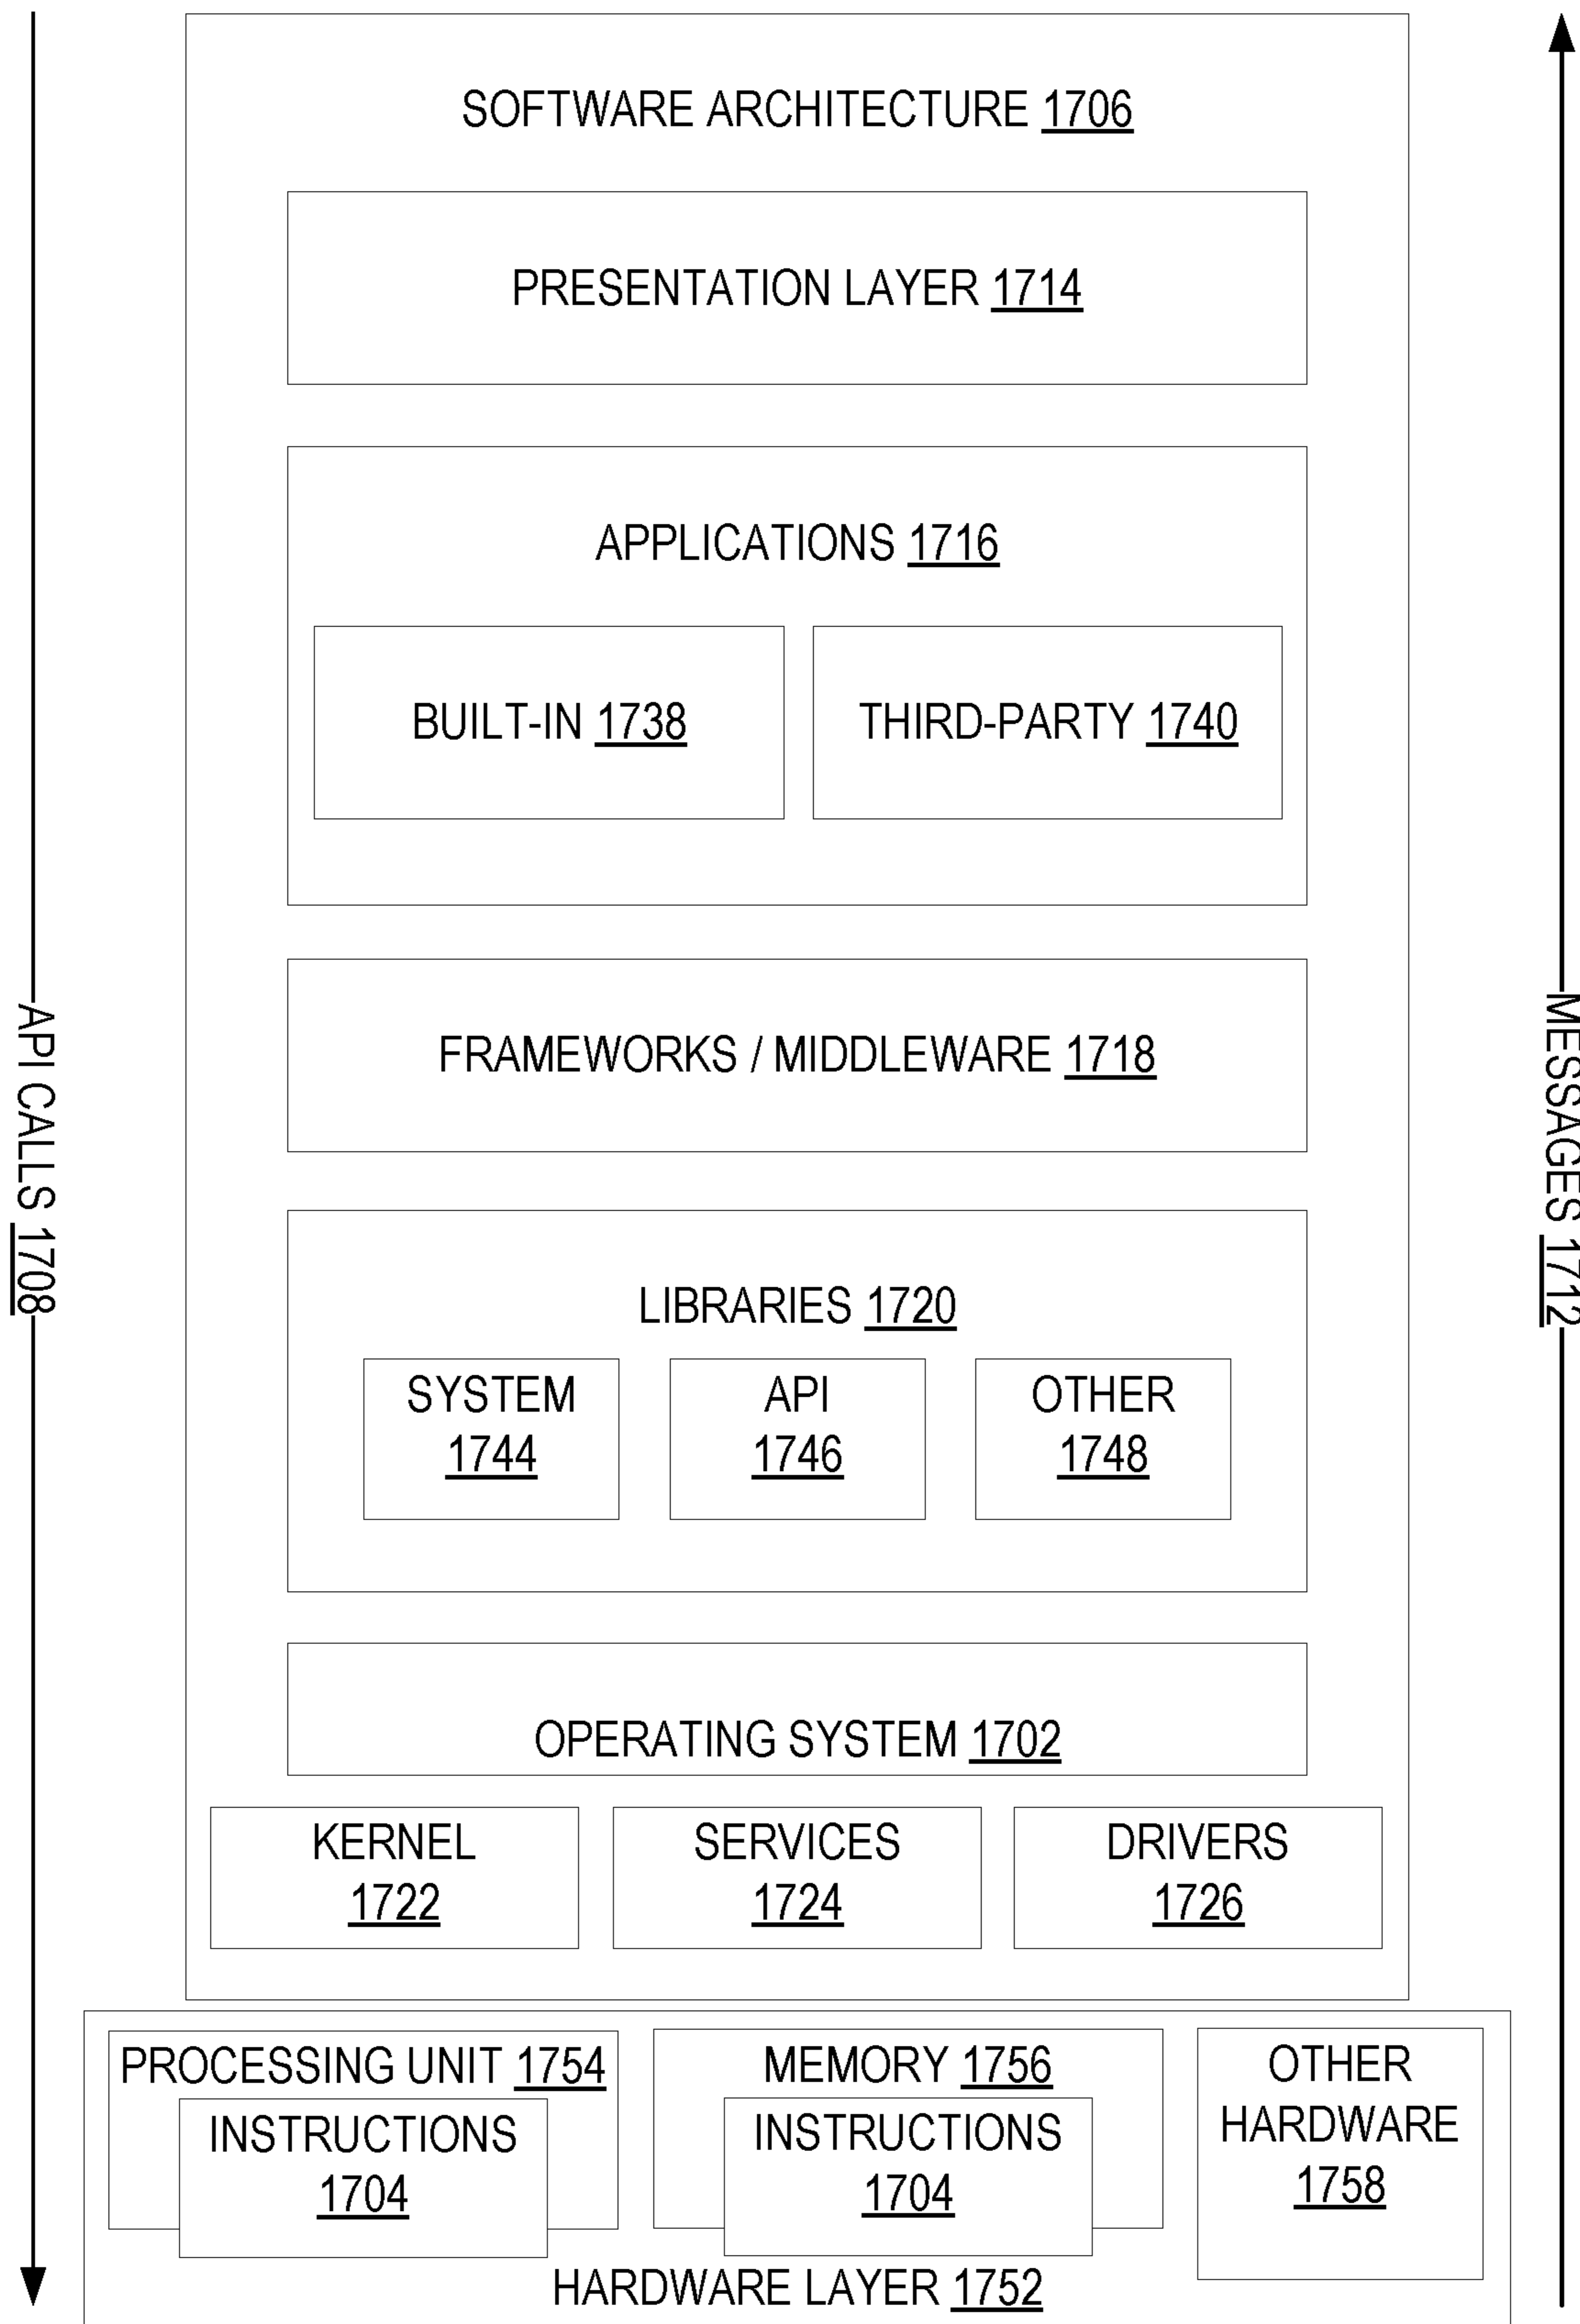 SOFTWARE ARCHITECTURE 1706
PRESENTATION LAYER 1714
APPLICATIONS 1716
BUILT-IN 1738
THIRD-PARTY 1740
FRAMEWORKS / MIDDLEWARE 1718
API CALLS 1708
MESSAGES 1712
LIBRARIES 1720
SYSTEM
1744
API
1746
OTHER
1748
OPERATING SYSTEM 1702
KERNEL
1722
SERVICES
1724
DRIVERS
1726
PROCESSING UNIT 1754
INSTRUCTIONS
1704
MEMORY 1756
INSTRUCTIONS
1704
OTHER
HARDWARE
1758
HARDWARE LAYER 1752